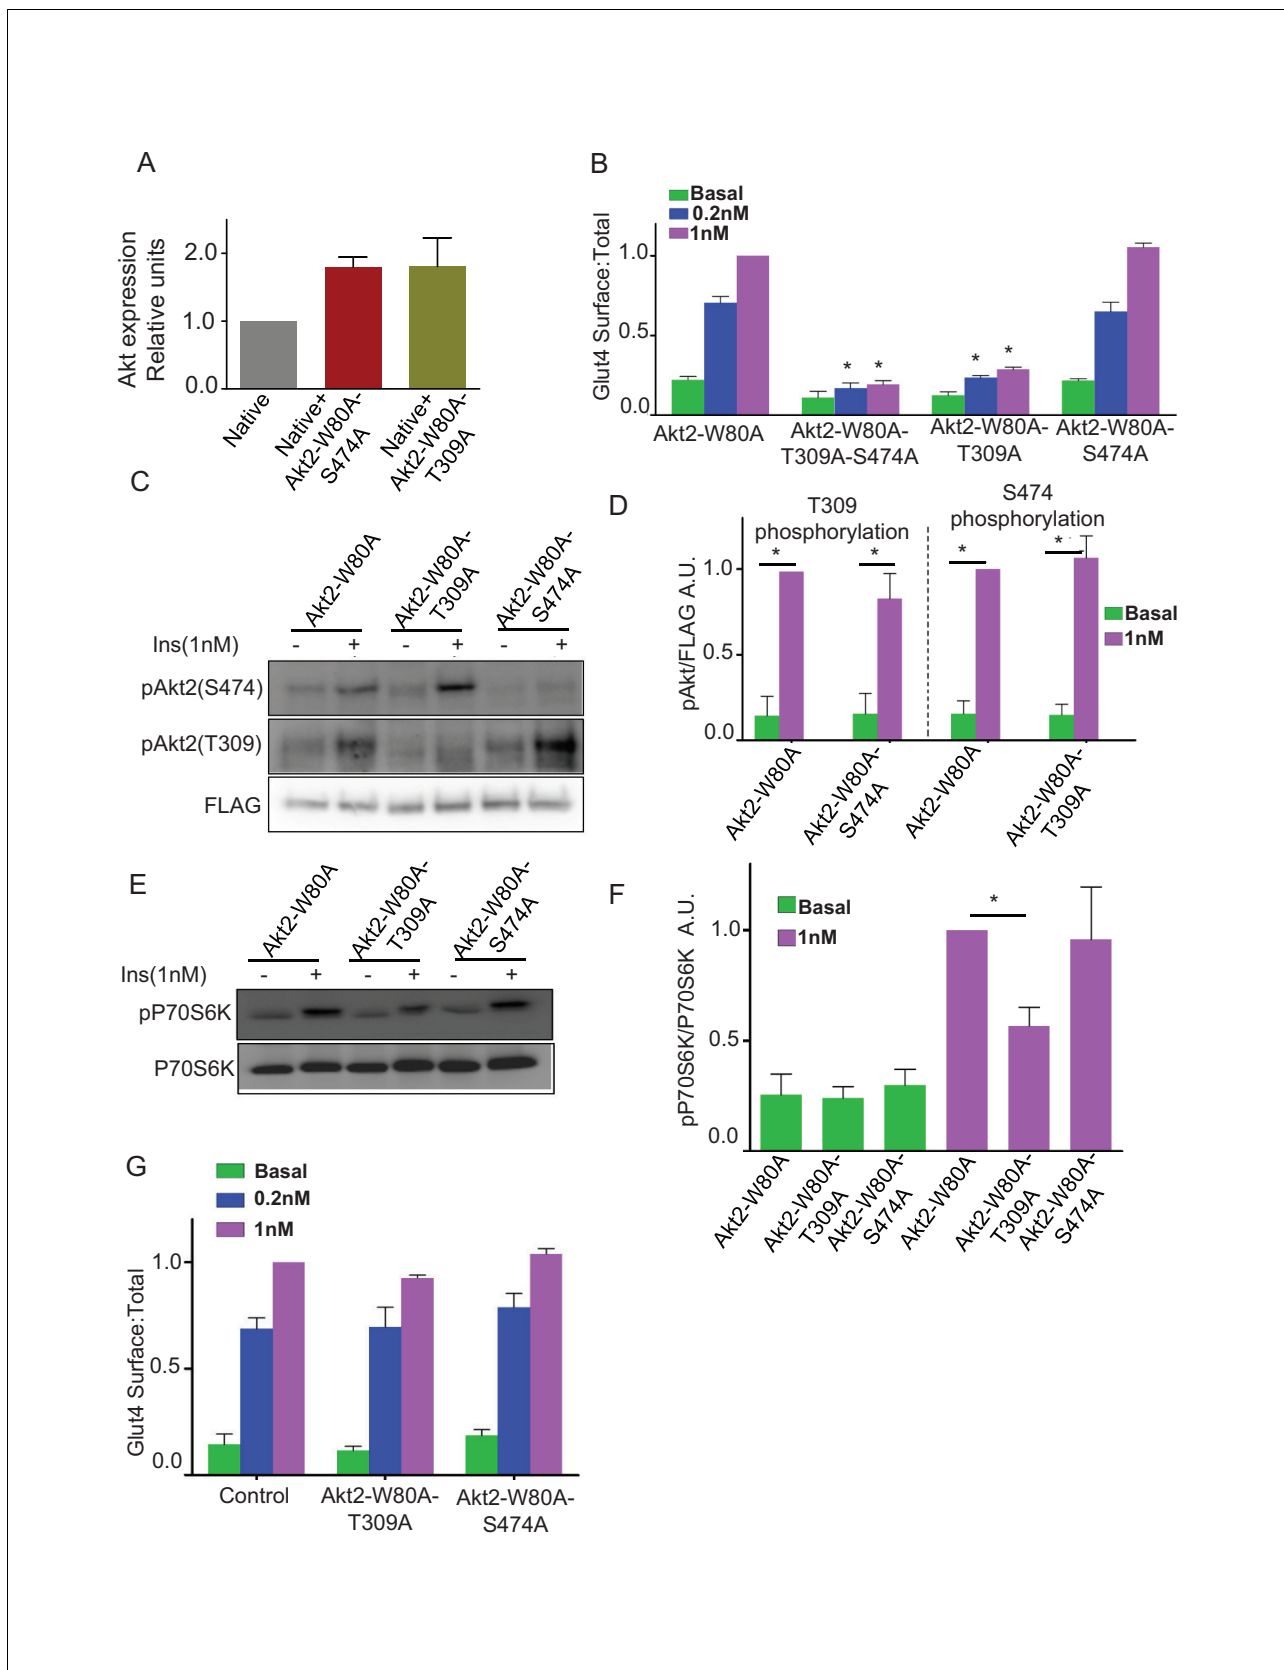 A
Akt expression
Relative units
2.0
1.0
0.0
Native
Native+
Akt2-W80A-
S474A
Native+
Akt2-W80A-
T309A
B
Basal
0.2nM
1nM
Glut4 Surface:Total
1.0
0.5
0.0
* * * *
Akt2-W80A
Akt2-W80A-
T309A-S474A
Akt2-W80A-
T309A
Akt2-W80A-
S474A
C
Akt2-W80A
Akt2-W80A-
T309A
Akt2-W80A-
S474A
Ins(1nM) - + - + - +
pAkt2(S474)
pAkt2(T309)
FLAG
D
T309
phosphorylation
S474
phosphorylation
* * * *
pAkt/FLAG A.U.
1.0
0.5
0.0
Basal
1nM
Akt2-W80A
Akt2-W80A-
S474A
Akt2-W80A
Akt2-W80A-
T309A
E
Akt2-W80A
Akt2-W80A-
T309A
Akt2-W80A-
S474A
Ins(1nM) - + - + - +
pP70S6K
P70S6K
F
Basal
1nM
*
pP70S6K/P70S6K A.U.
1.0
0.5
0.0
Akt2-W80A
Akt2-W80A-
T309A
Akt2-W80A-
S474A
Akt2-W80A
Akt2-W80A-
T309A
Akt2-W80A-
S474A
G
Basal
0.2nM
1nM
Glut4 Surface:Total
1.0
0.5
0.0
Control
Akt2-W80A-
T309A
Akt2-W80A-
S474A